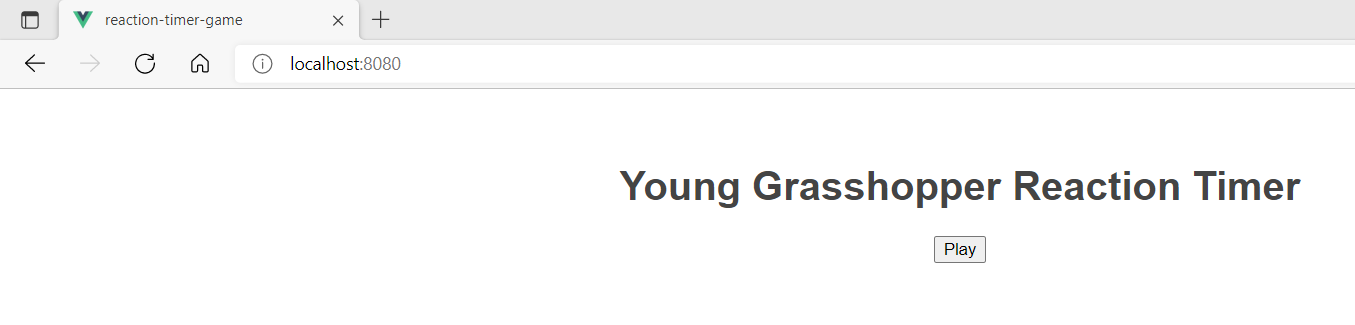 reaction-timer-game
localhost:8080
Young Grasshopper Reaction Timer
Play